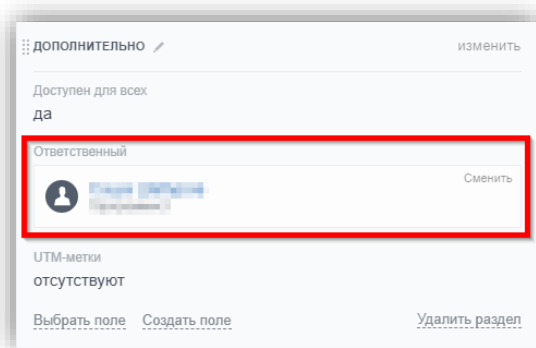 ДОПОЛНИТЕЛЬНО
изменить
Доступен для всех
да
Ответственный
Сменить
UTM-метки
отсутствуют
Выбрать поле Создать поле Удалить раздел